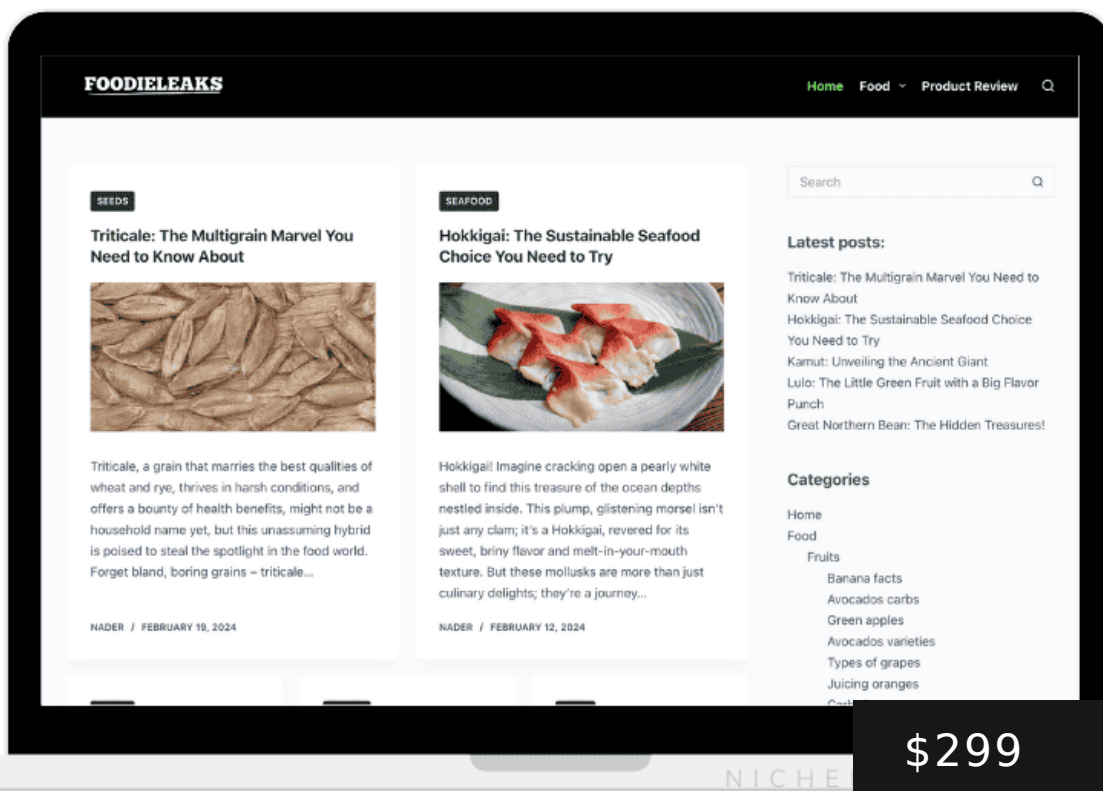 FOODIELEAKS
Home Food Product Review
SEEDS
Triticale: The Multigrain Marvel You
Need to Know About
Triticale, a grain that marries the best qualities of
wheat and rye, thrives in harsh conditions, and
offers a bounty of health benefits, might not be a
household name yet, but this unassuming hybrid
is poised to steal the spotlight in the food world.
Forget bland, boring grains – triticale...
NADER / FEBRUARY 19, 2024
SEAFOOD
Hokkigai: The Sustainable Seafood
Choice You Need to Try
Hokkigai! Imagine cracking open a pearly white
shell to find this treasure of the ocean depths
nestled inside. This plump, glistening morsel isn't
just any clam; it's a Hokkigai, revered for its
sweet, briny flavor and melt-in-your-mouth
texture. But these mollusks are more than just
culinary delights; they're a journey...
NADER / FEBRUARY 12, 2024
Search
Latest posts:
Triticale: The Multigrain Marvel You Need to
Know About
Hokkigai: The Sustainable Seafood Choice
You Need to Try
Kamut: Unveiling the Ancient Giant
Lulo: The Little Green Fruit with a Big Flavor
Punch
Great Northern Bean: The Hidden Treasures!
Categories
Home
Food
Fruits
Banana facts
Avocados carbs
Green apples
Avocados varieties
Types of grapes
Juicing oranges
$299